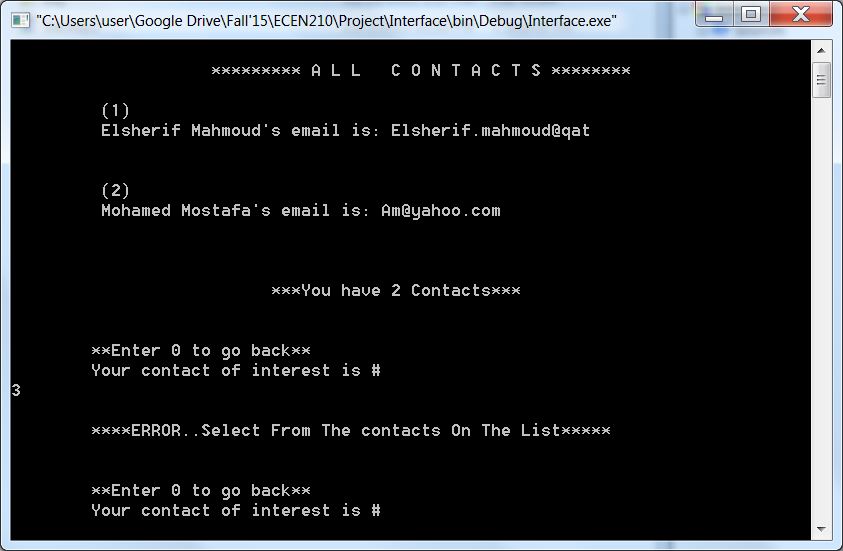 "C:\Users\user\Google Drive\Fall'15\ECEN210\Project\Interface\bin\Debug\Interface.exe"
********* A L L   C O N T A C T S ********
(1)
Elsherif Mahmoud's email is: Elsherif.mahmoud@qat
(2)
Mohamed Mostafa's email is: Am@yahoo.com
***You have 2 Contacts***
**Enter 0 to go back**
Your contact of interest is #
3
****ERROR..Select From The contacts On The List*****
**Enter 0 to go back**
Your contact of interest is #